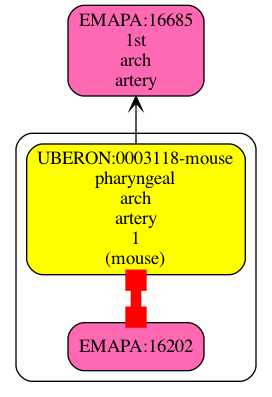 EMAPA:16685
1st
arch
artery
UBERON:0003118-mouse
pharyngeal
arch
artery
1
(mouse)
EMAPA:16202